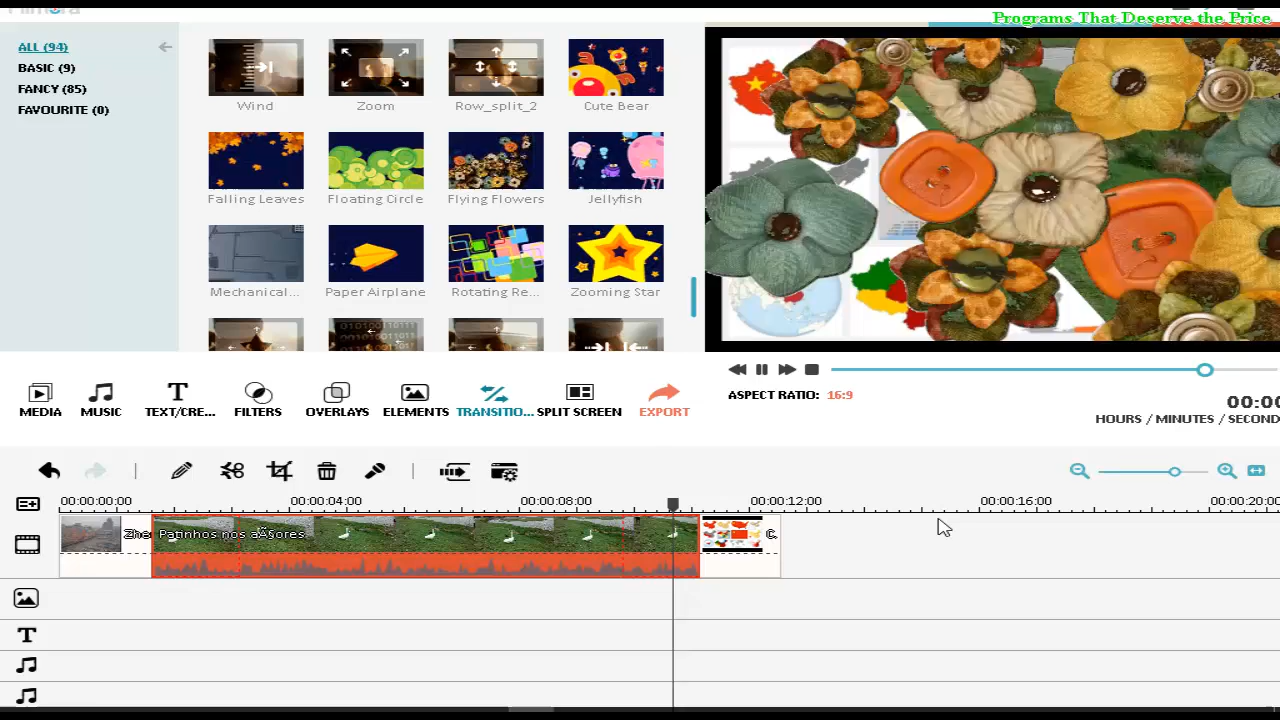 Programs That Deserve the Price
ALL (94)
BASIC (9)
FANCY (85)
FAVOURITE (0)
Wind
Zoom
Row_split_2
Cute Bear
Falling Leaves
Floating Circle
Flying Flowers
Jellyfish
Mechanical...
Paper Airplane
Rotating Re...
Zooming Star
ASPECT RATIO: 16:9
00:00
HOURS / MINUTES / SECOND
MEDIA
MUSIC
TEXT/CRE...
FILTERS
OVERLAYS
ELEMENTS
TRANSITIO...
SPLIT SCREEN
EXPORT
00:00:00:00
00:00:04:00
00:00:08:00
00:00:12:00
00:00:16:00
00:00:20:00
Zhe
Patinhos nos aÃ§ores
C.